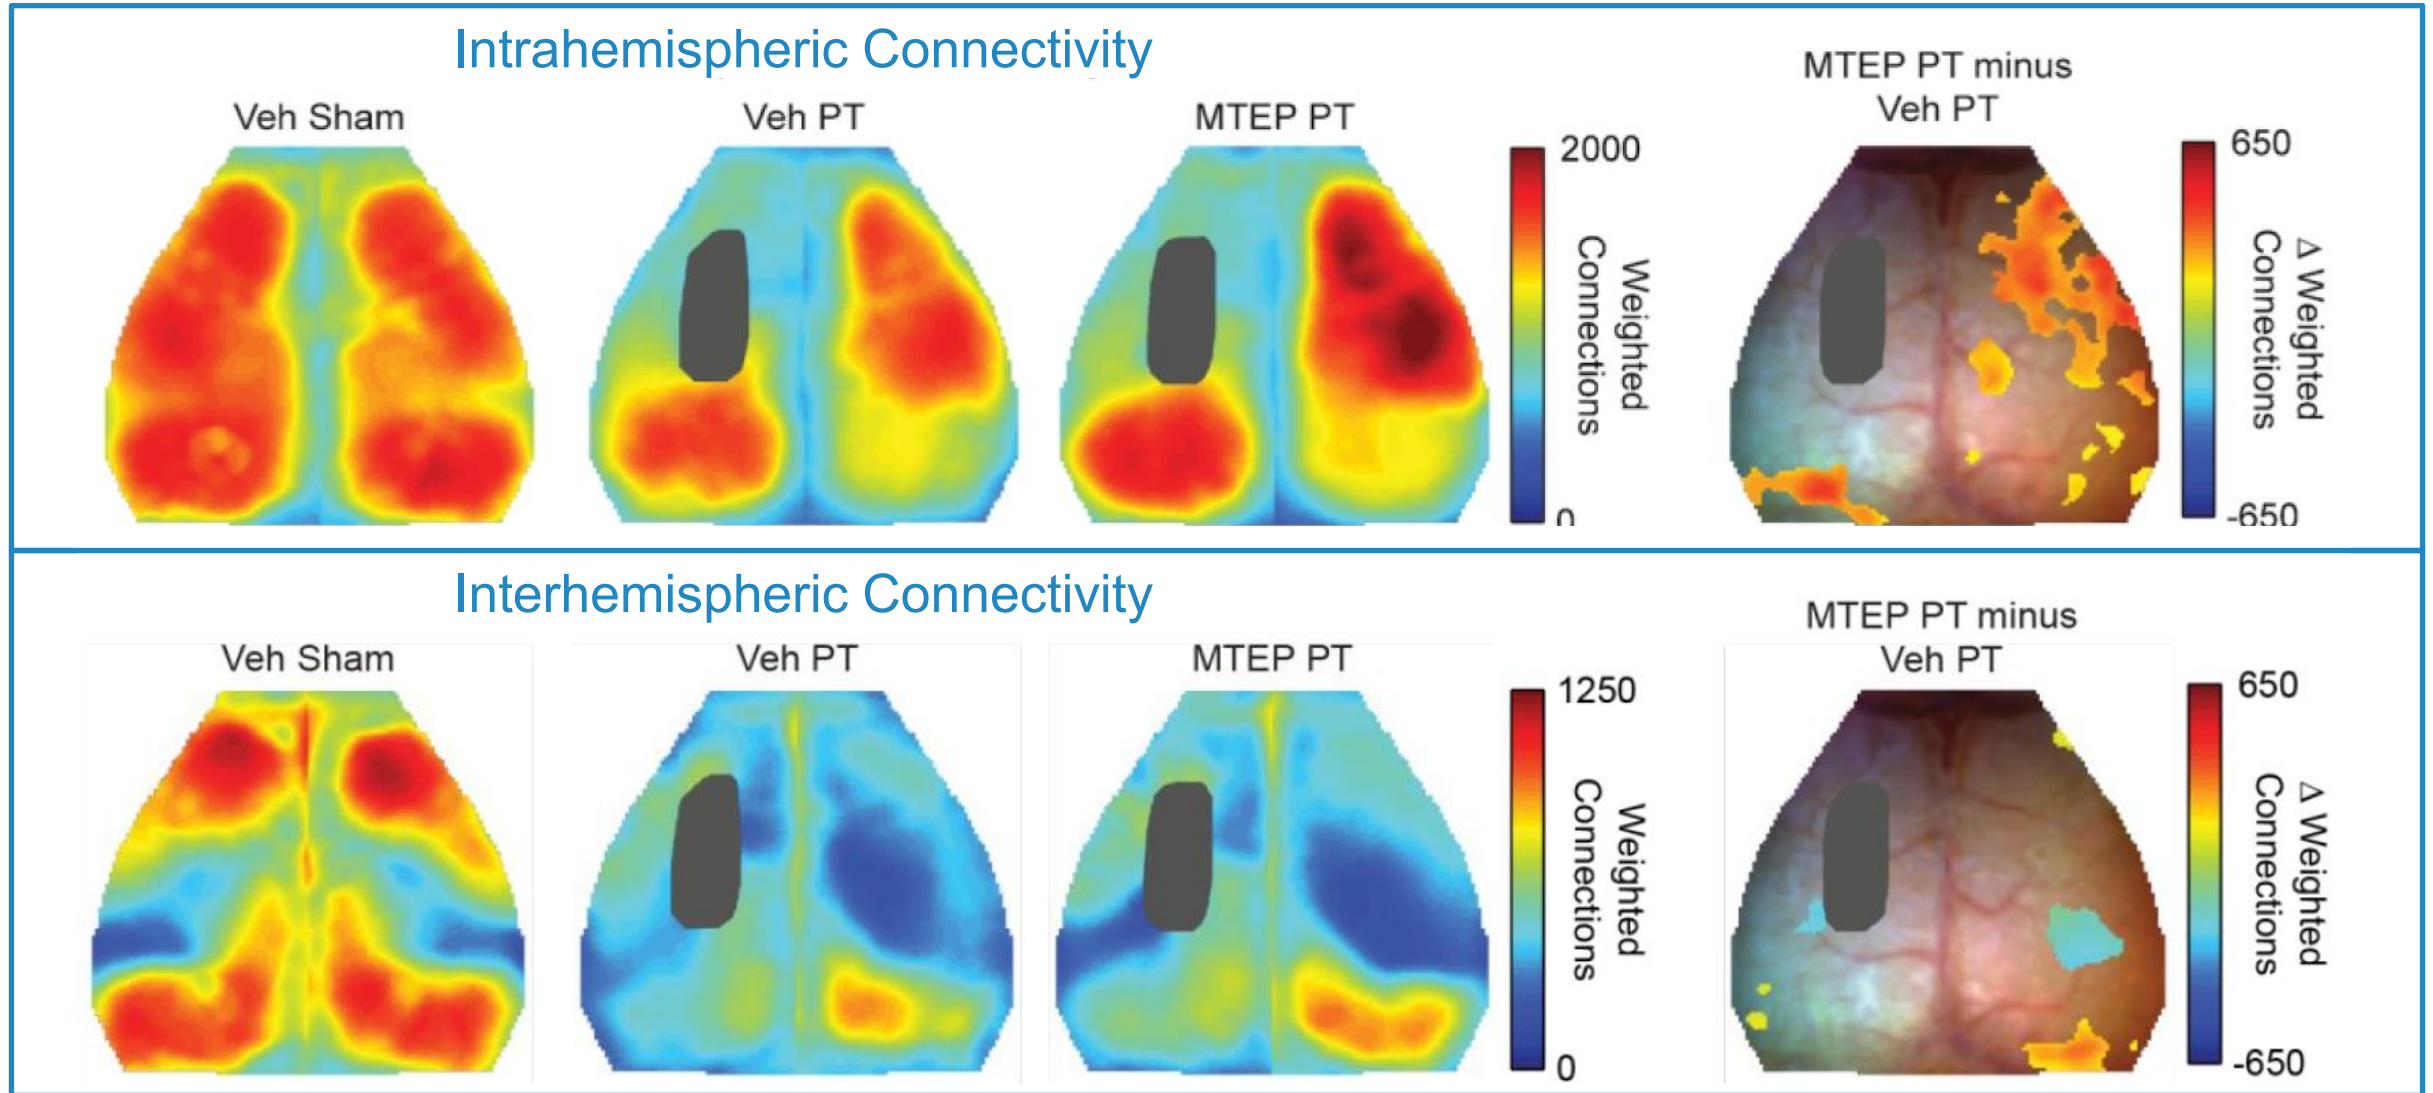 Intrahemispheric Connectivity
Veh Sham
Veh PT
MTEP PT
2000
0
Weighted
Connections
MTEP PT minus
Veh PT
650
-650
Δ Weighted
Connections
Interhemispheric Connectivity
Veh Sham
Veh PT
MTEP PT
1250
0
Weighted
Connections
MTEP PT minus
Veh PT
650
-650
Δ Weighted
Connections